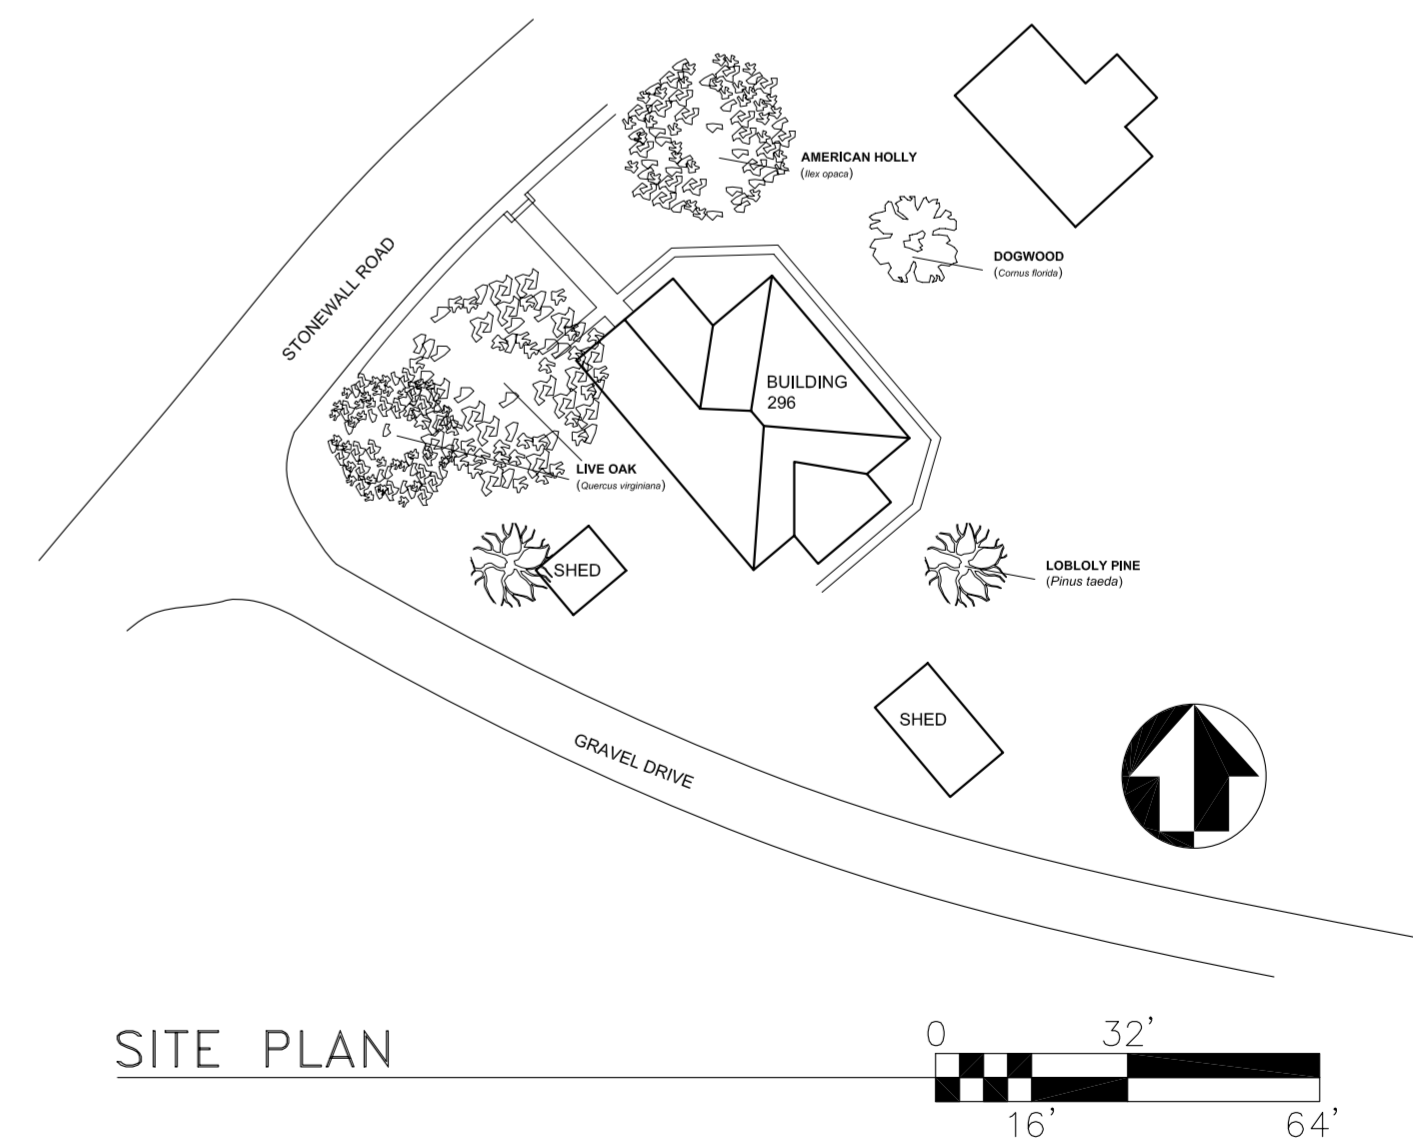 AMERICAN HOLLY
(Ilex opaca)
DOGWOOD
(Cornus florida)
STONEWALL ROAD
BUILDING
296
LIVE OAK
(Quercus virginiana)
SHED
LOBLOLY PINE
(Pinus taeda)
SHED
GRAVEL DRIVE
SITE PLAN
0 32'
16' 64'